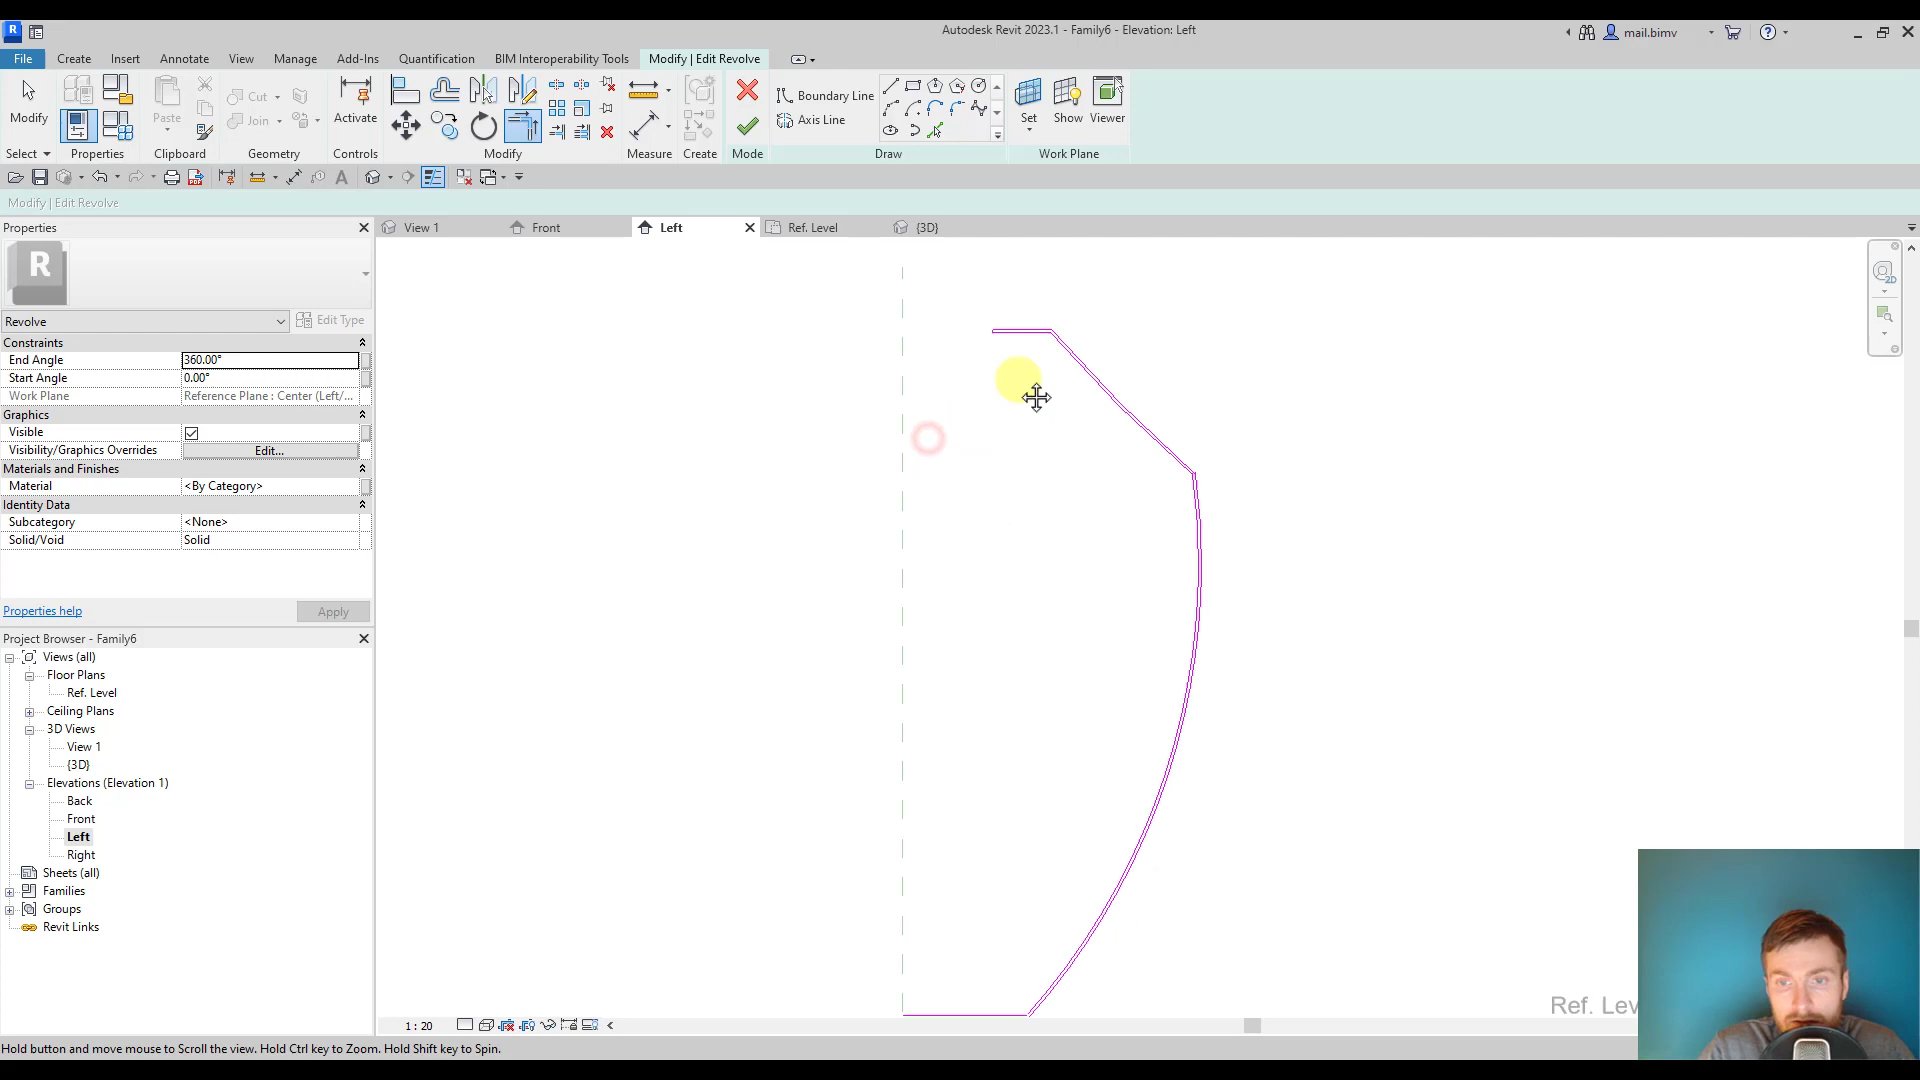 R
Autodesk Revit 2023.1 - Family6 - Elevation: Left
mail.bimv
File Create Insert Annotate View Manage Add-Ins Quantification BIM Interoperability Tools Modify | Edit Revolve
Modify
Paste
Cut
Join
Activate
Boundary Line
Axis Line
Set
Show
Viewer
Select
Properties
Clipboard
Geometry
Controls
Modify
Measure
Create
Mode
Draw
Work Plane
Modify | Edit Revolve
Properties
View 1
Front
Left
Ref. Level
{3D}
R
2D
Revolve
Edit Type
Constraints
End Angle 360.00°
Start Angle 0.00°
Work Plane Reference Plane : Center (Left/...
Graphics
Visible
Visibility/Graphics Overrides Edit...
Materials and Finishes
Material <By Category>
Identity Data
Subcategory <None>
Solid/Void Solid
Properties help
Apply
Project Browser - Family6
Views (all)
Floor Plans
Ref. Level
Ceiling Plans
3D Views
View 1
{3D}
Elevations (Elevation 1)
Back
Front
Left
Right
Sheets (all)
Families
Groups
Revit Links
Ref. Lev
1 : 20
Hold button and move mouse to Scroll the view. Hold Ctrl key to Zoom. Hold Shift key to Spin.